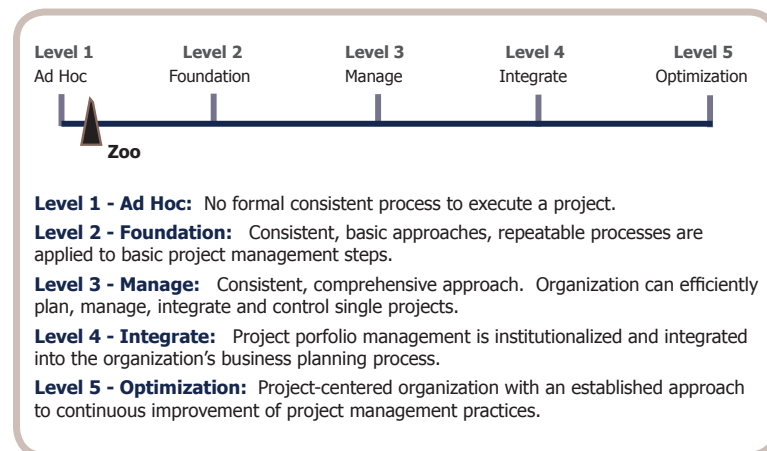 Level 1 Level 2 Level 3 Level 4 Level 5
Ad Hoc Foundation Manage Integrate Optimization
Zoo
Level 1 - Ad Hoc: No formal consistent process to execute a project.
Level 2 - Foundation: Consistent, basic approaches, repeatable processes are
applied to basic project management steps.
Level 3 - Manage: Consistent, comprehensive approach. Organization can efficiently
plan, manage, integrate and control single projects.
Level 4 - Integrate: Project porfolio management is institutionalized and integrated
into the organization's business planning process.
Level 5 - Optimization: Project-centered organization with an established approach
to continuous improvement of project management practices.